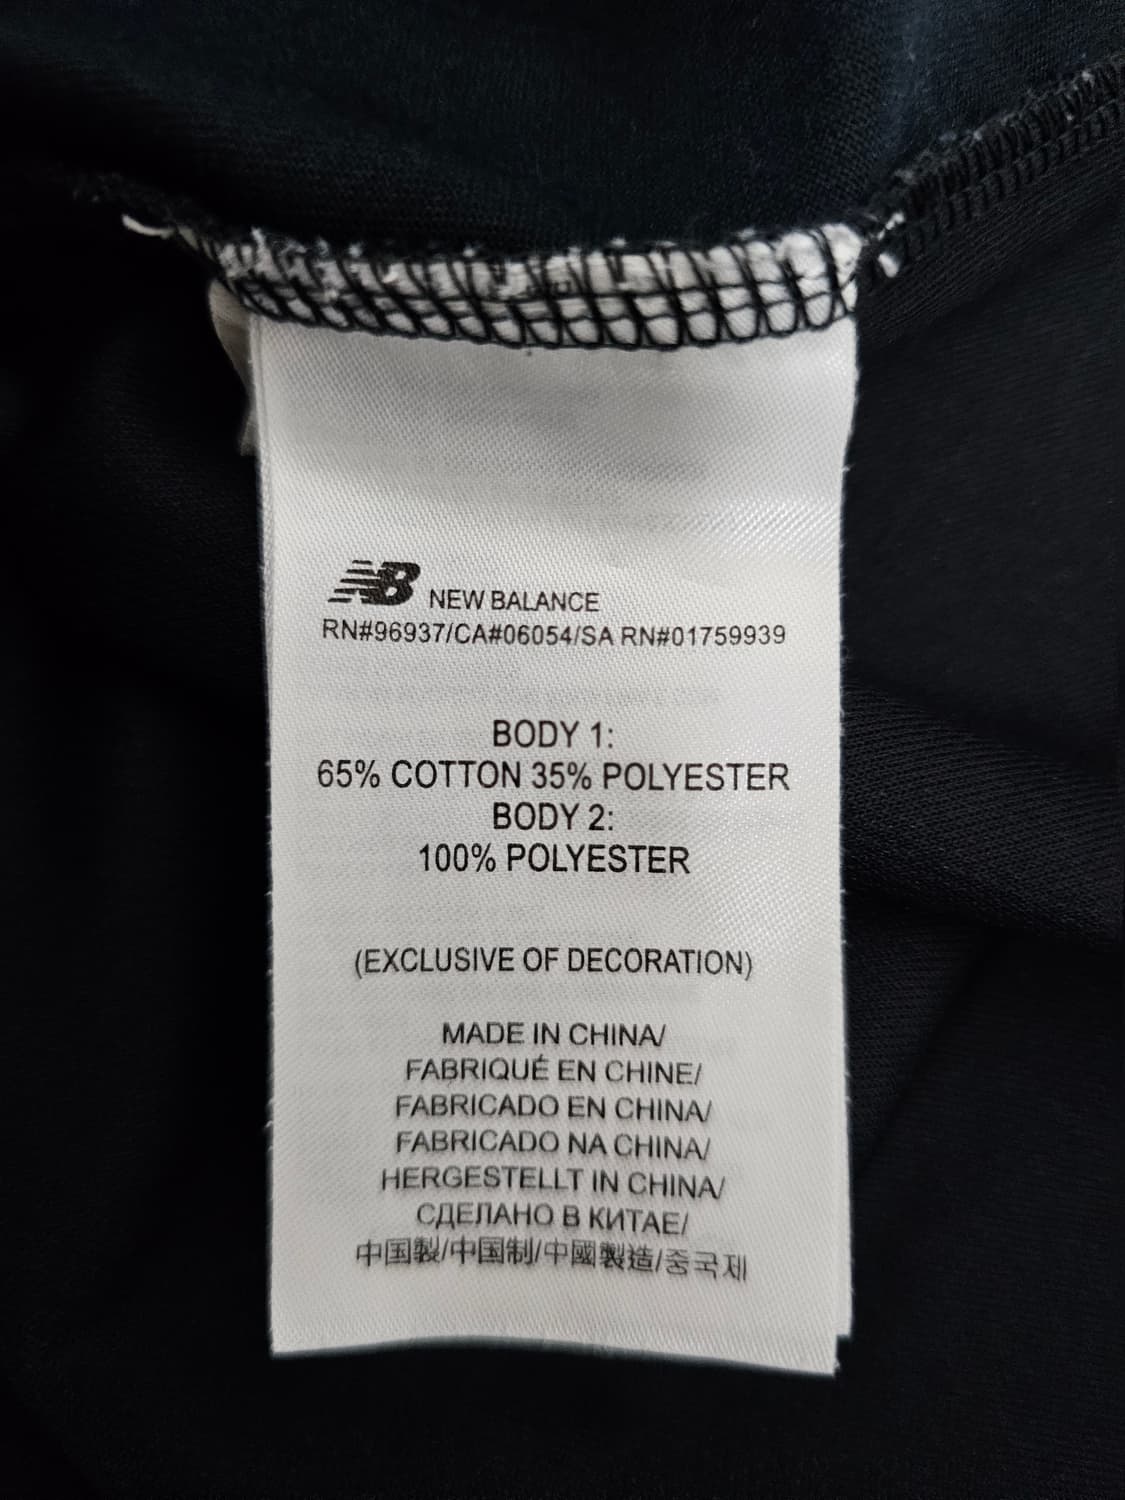 NB NEW BALANCE
RN#96937/CA#06054/SA RN#01759939
BODY 1:
65% COTTON 35% POLYESTER
BODY 2:
100% POLYESTER
(EXCLUSIVE OF DECORATION)
MADE IN CHINA/
FABRIQUÉ EN CHINE/
FABRICADO EN CHINA/
FABRICADO NA CHINA/
HERGESTELLT IN CHINA/
СДЕЛАНО В КИТАЕ/
中国製/中国制/中國製造/중국제